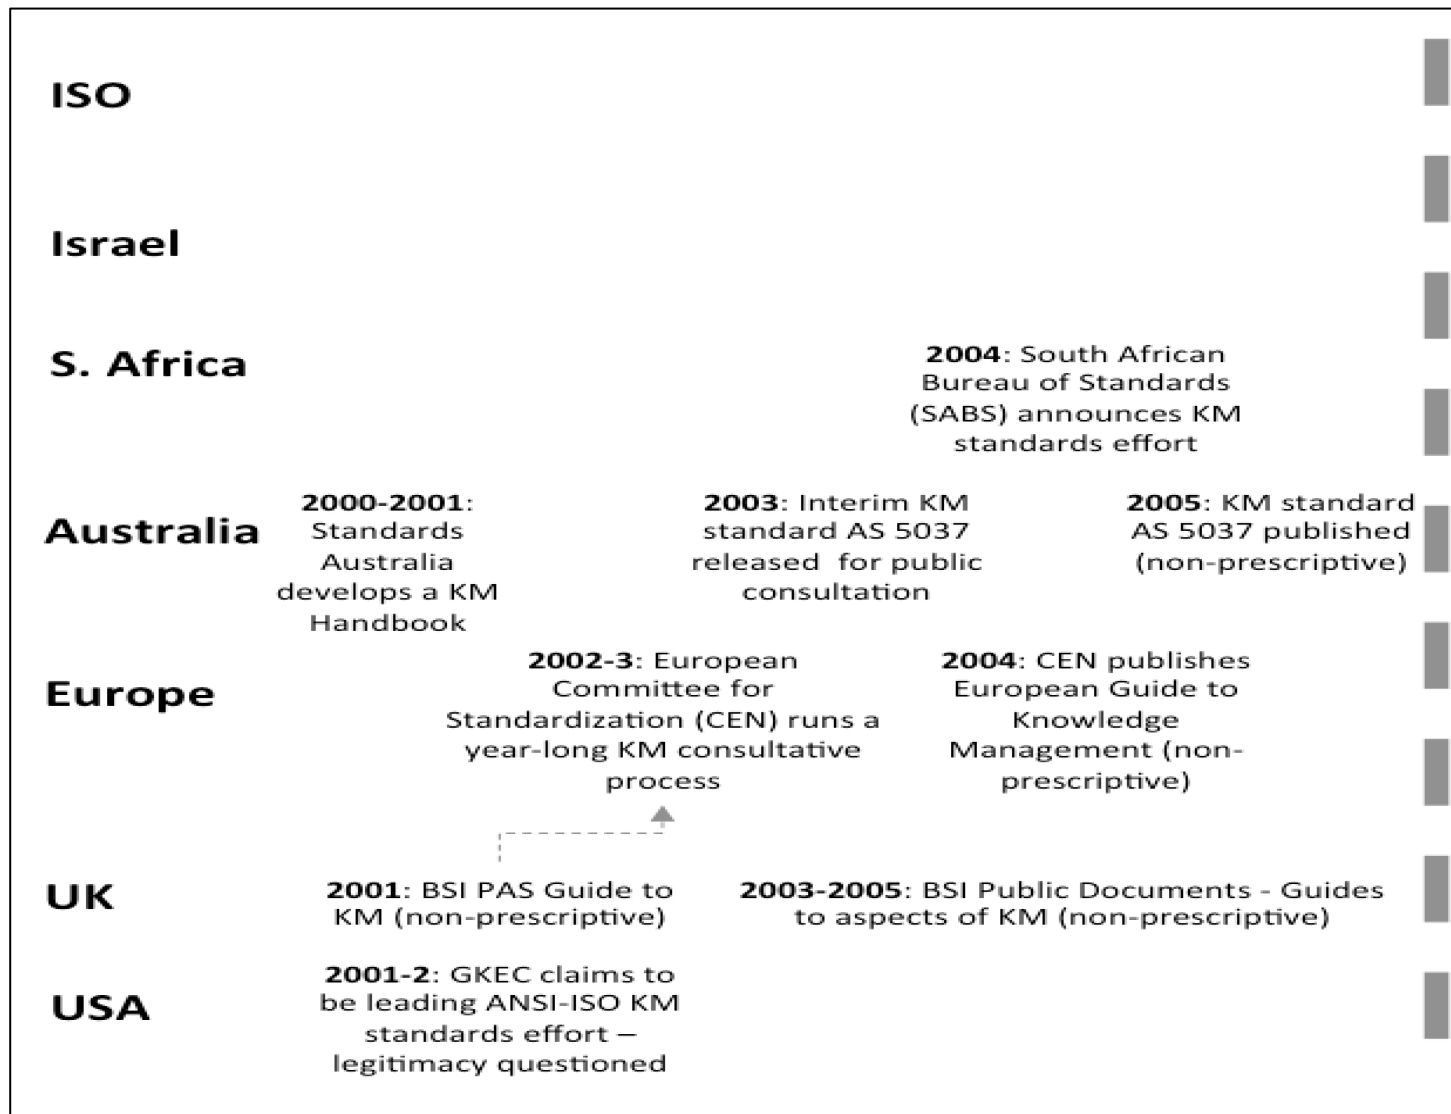 ISO
Israel
S. Africa
2004: South African
Bureau of Standards
(SABS) announces KM
standards effort
Australia
2000-2001:
Standards
Australia
develops a KM
Handbook
2003: Interim KM
standard AS 5037
released for public
consultation
2005: KM standard
AS 5037 published
(non-prescriptive)
Europe
2002-3: European
Committee for
Standardization (CEN) runs a
year-long KM consultative
process
2004: CEN publishes
European Guide to
Knowledge
Management (non-
prescriptive)
UK
2001: BSI PAS Guide to
KM (non-prescriptive)
2003-2005: BSI Public Documents - Guides
to aspects of KM (non-prescriptive)
USA
2001-2: GKEC claims to
be leading ANSI-ISO KM
standards effort –
legitimacy questioned